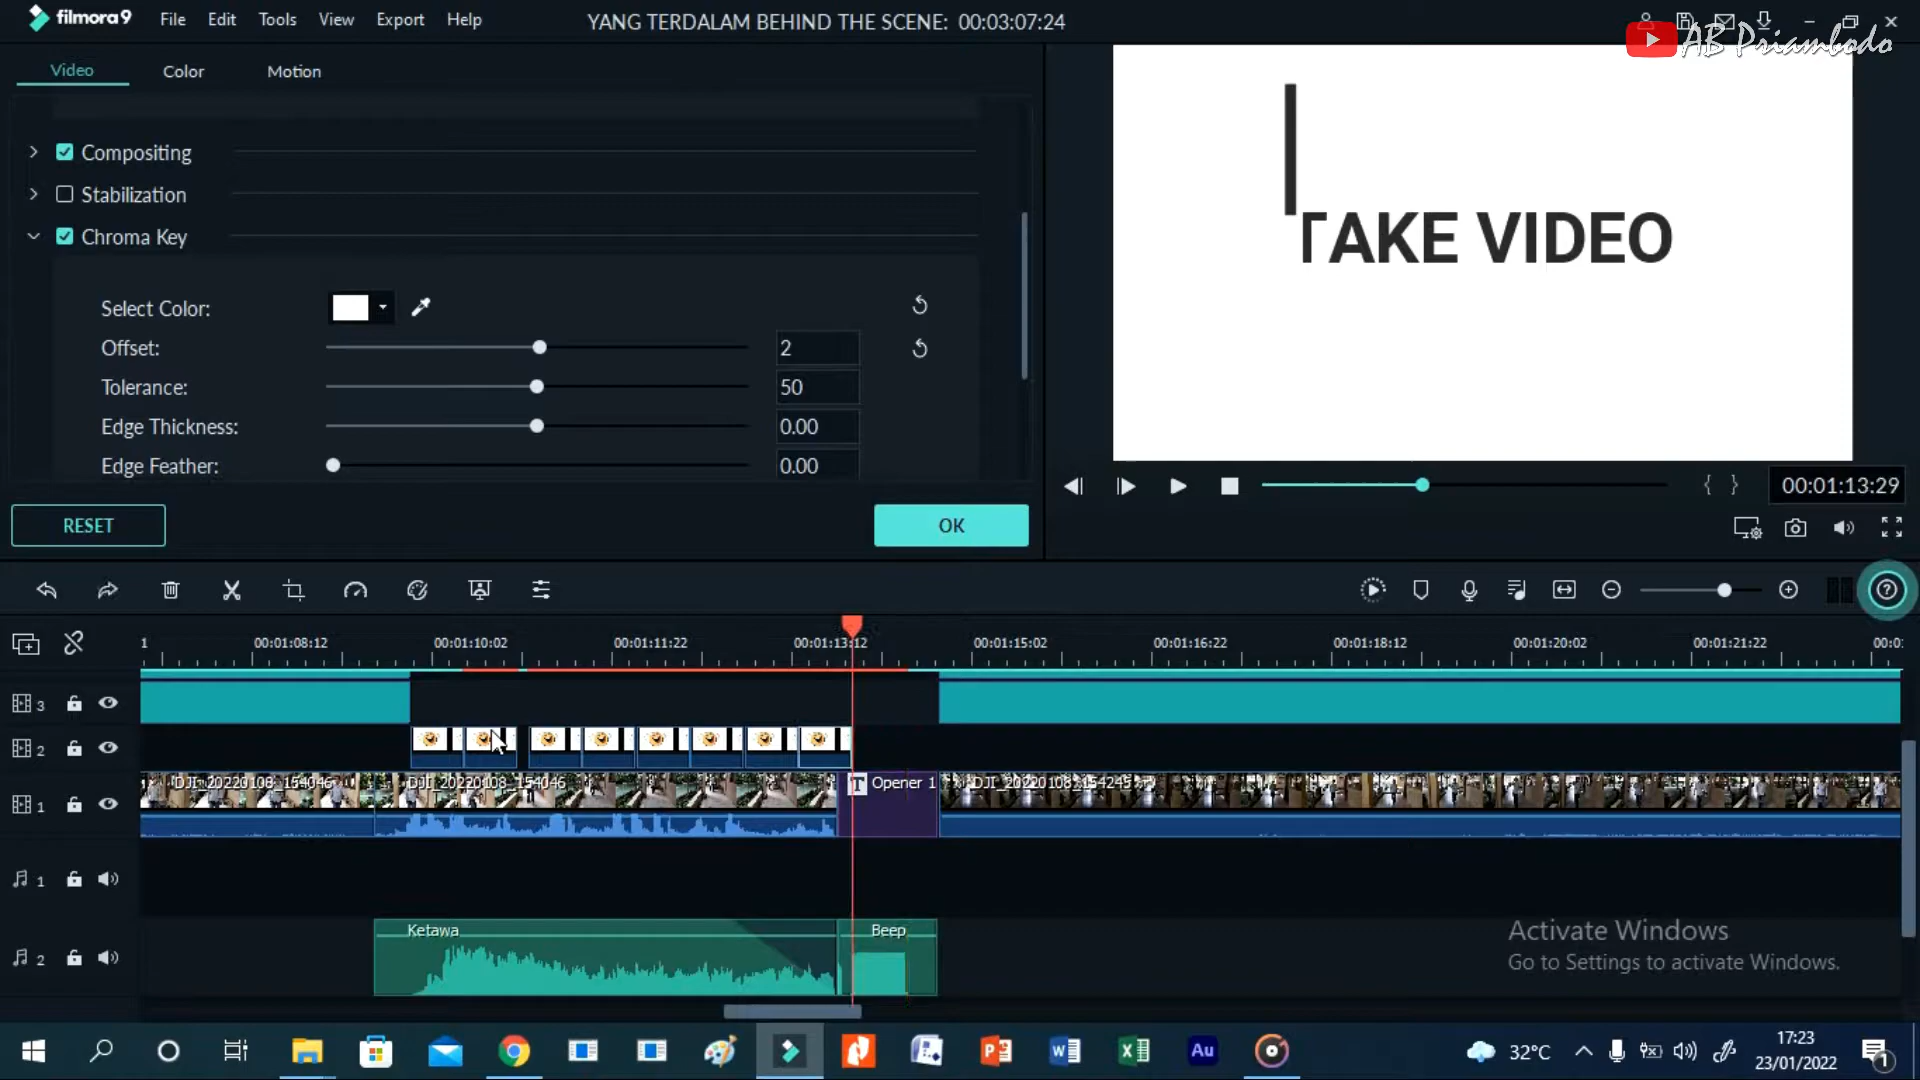 filmora9 File Edit Tools View Export Help YANG TERDALAM BEHIND THE SCENE: 00:03:07:24
AB Priambodo
Video Color Motion
Compositing
Stabilization
Chroma Key
Select Color:
Offset: 2
Tolerance: 50
Edge Thickness: 0.00
Edge Feather: 0.00
RESET OK
TAKE VIDEO
{ } 00:01:13:29
1 00:01:08:12 00:01:10:02 00:01:11:22 00:01:13:12 00:01:15:02 00:01:16:22 00:01:18:12 00:01:20:02 00:01:21:22 00:0
3
2
1 DJI_20220108_154046 DJI_20220108_154046 T Opener 1 DJI_20220108_154245
1
Ketawa Beep
2
Activate Windows
Go to Settings to activate Windows.
Au 32°C 17:23
23/01/2022
1